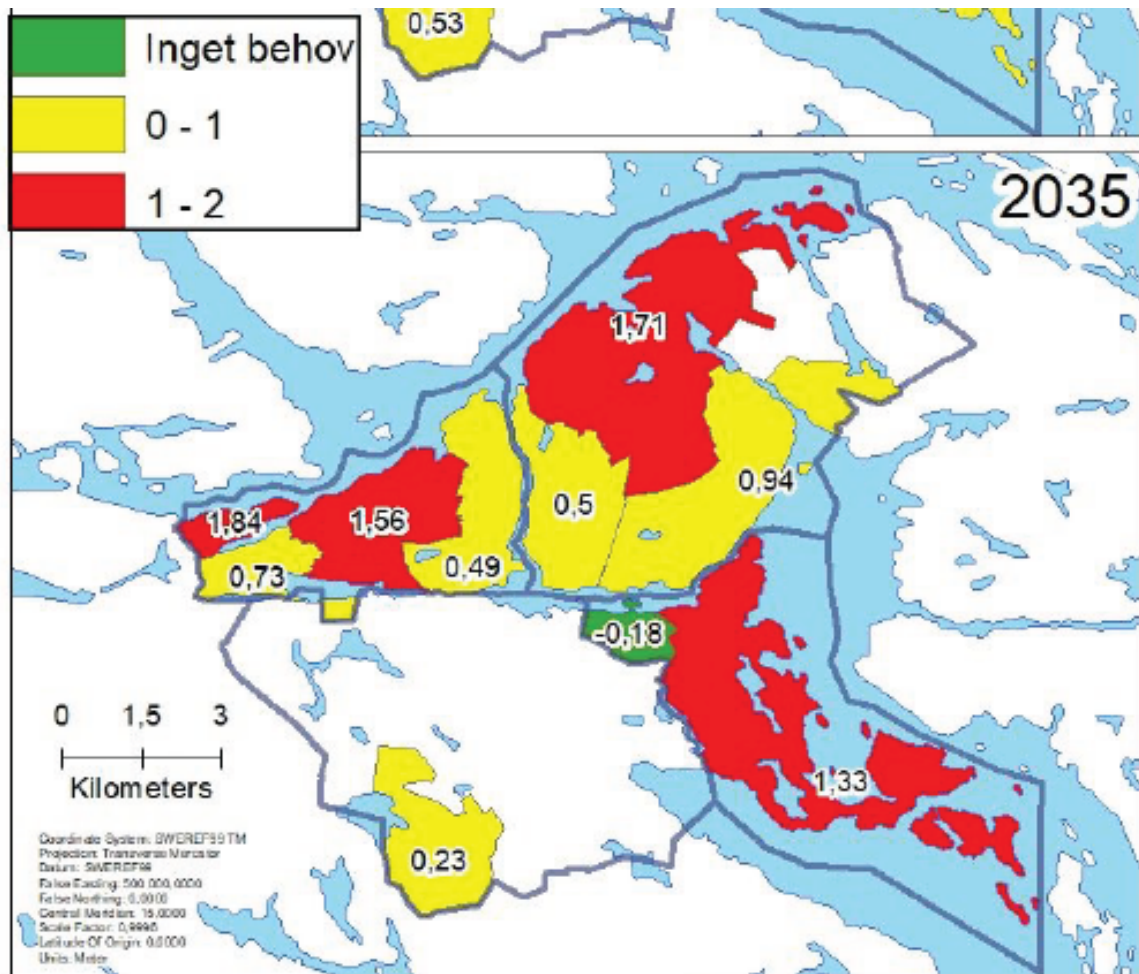 Inget behov
0 - 1
1 - 2
0,53
2035
1,71
0,94
0,5
1,84
1,56
0,73
0,49
-0,18
1,33
0,23
0 1,5 3
Kilometers
Coordinate System: SWEREF99 TM
Projection: Transverse Mercator
Datum: SWEREF99
False Easting: 500 000,0000
False Northing: 0,0000
Central Meridian: 15,0000
Scale Factor: 0,9996
Latitude Of Origin: 0,0000
Units: Meter